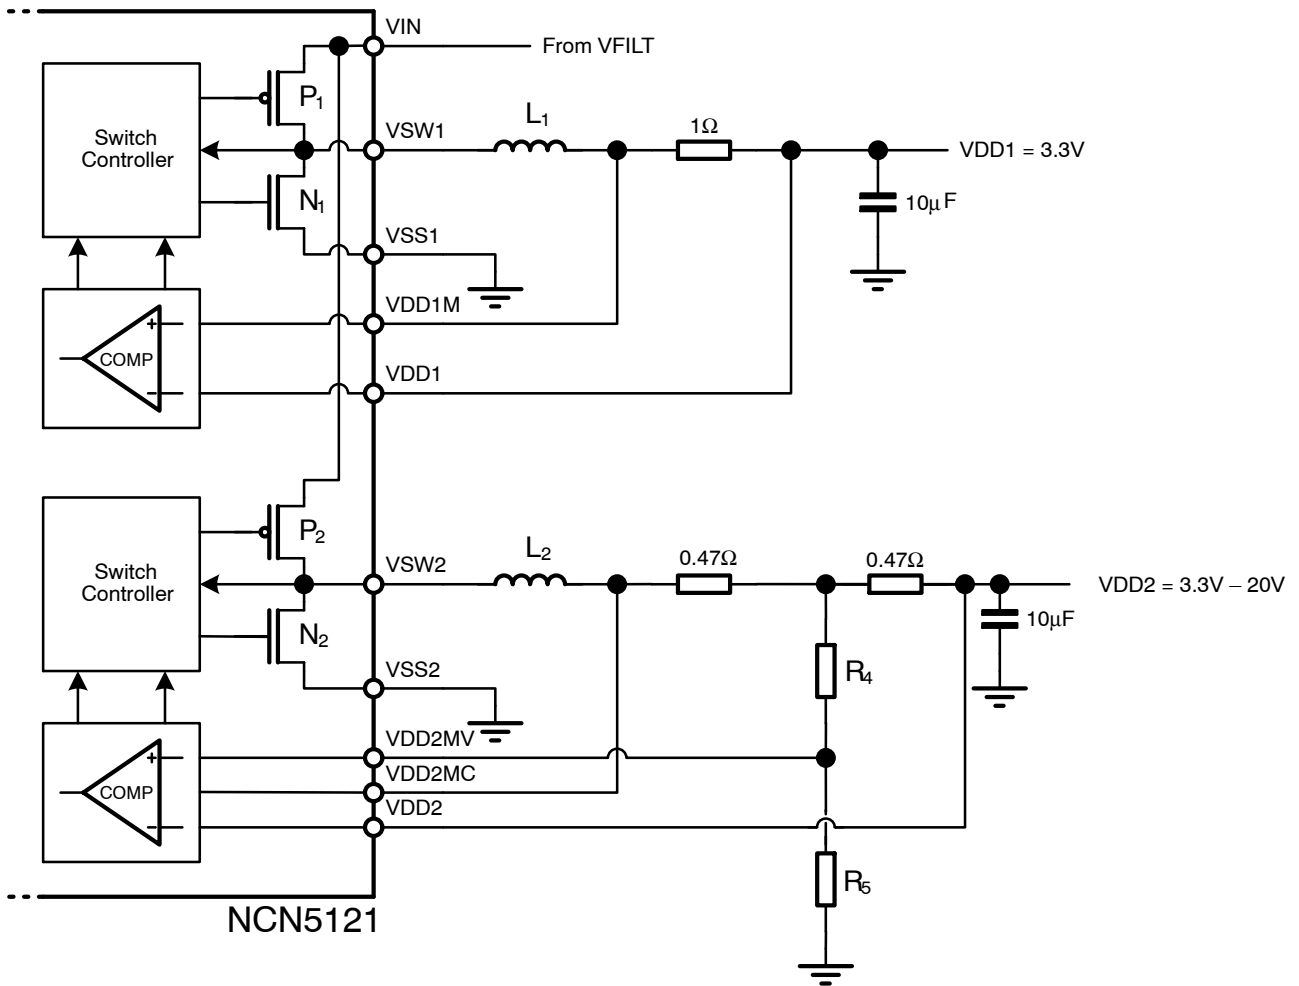 VIN
From VFILT
P1
Switch
Controller
VSW1
L1
1Ω
VDD1 = 3.3V
N1
10μF
VSS1
VDD1M
+
COMP
−
VDD1
P2
Switch
Controller
VSW2
L2
0.47Ω
0.47Ω
VDD2 = 3.3V – 20V
N2
10μF
VSS2
R4
VDD2MV
+
VDD2MC
COMP
VDD2
−
R5
NCN5121